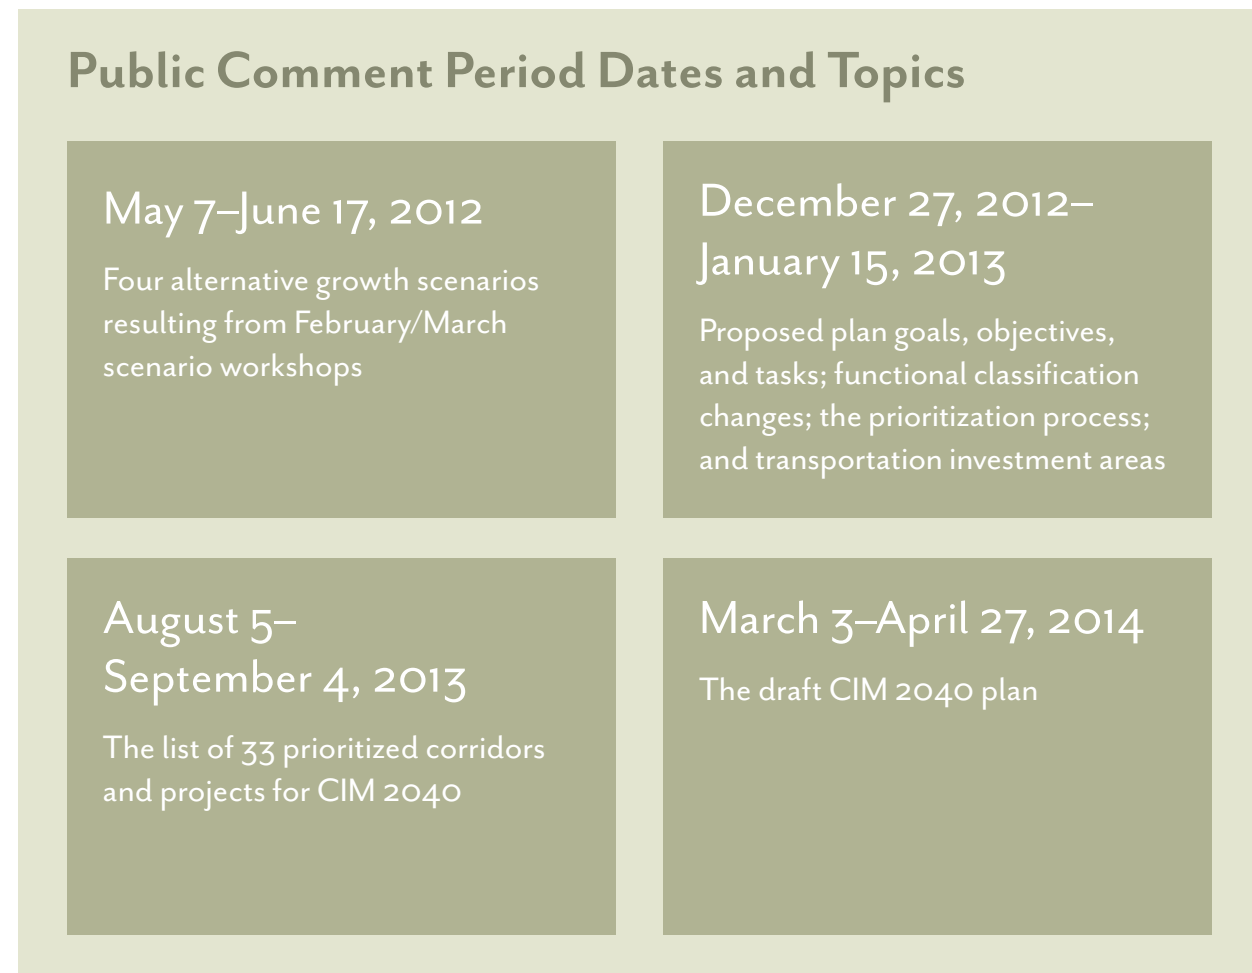 Public Comment Period Dates and Topics
May 7–June 17, 2012
Four alternative growth scenarios
resulting from February/March
scenario workshops
December 27, 2012–
January 15, 2013
Proposed plan goals, objectives,
and tasks; functional classification
changes; the prioritization process;
and transportation investment areas
August 5–
September 4, 2013
The list of 33 prioritized corridors
and projects for CIM 2040
March 3–April 27, 2014
The draft CIM 2040 plan